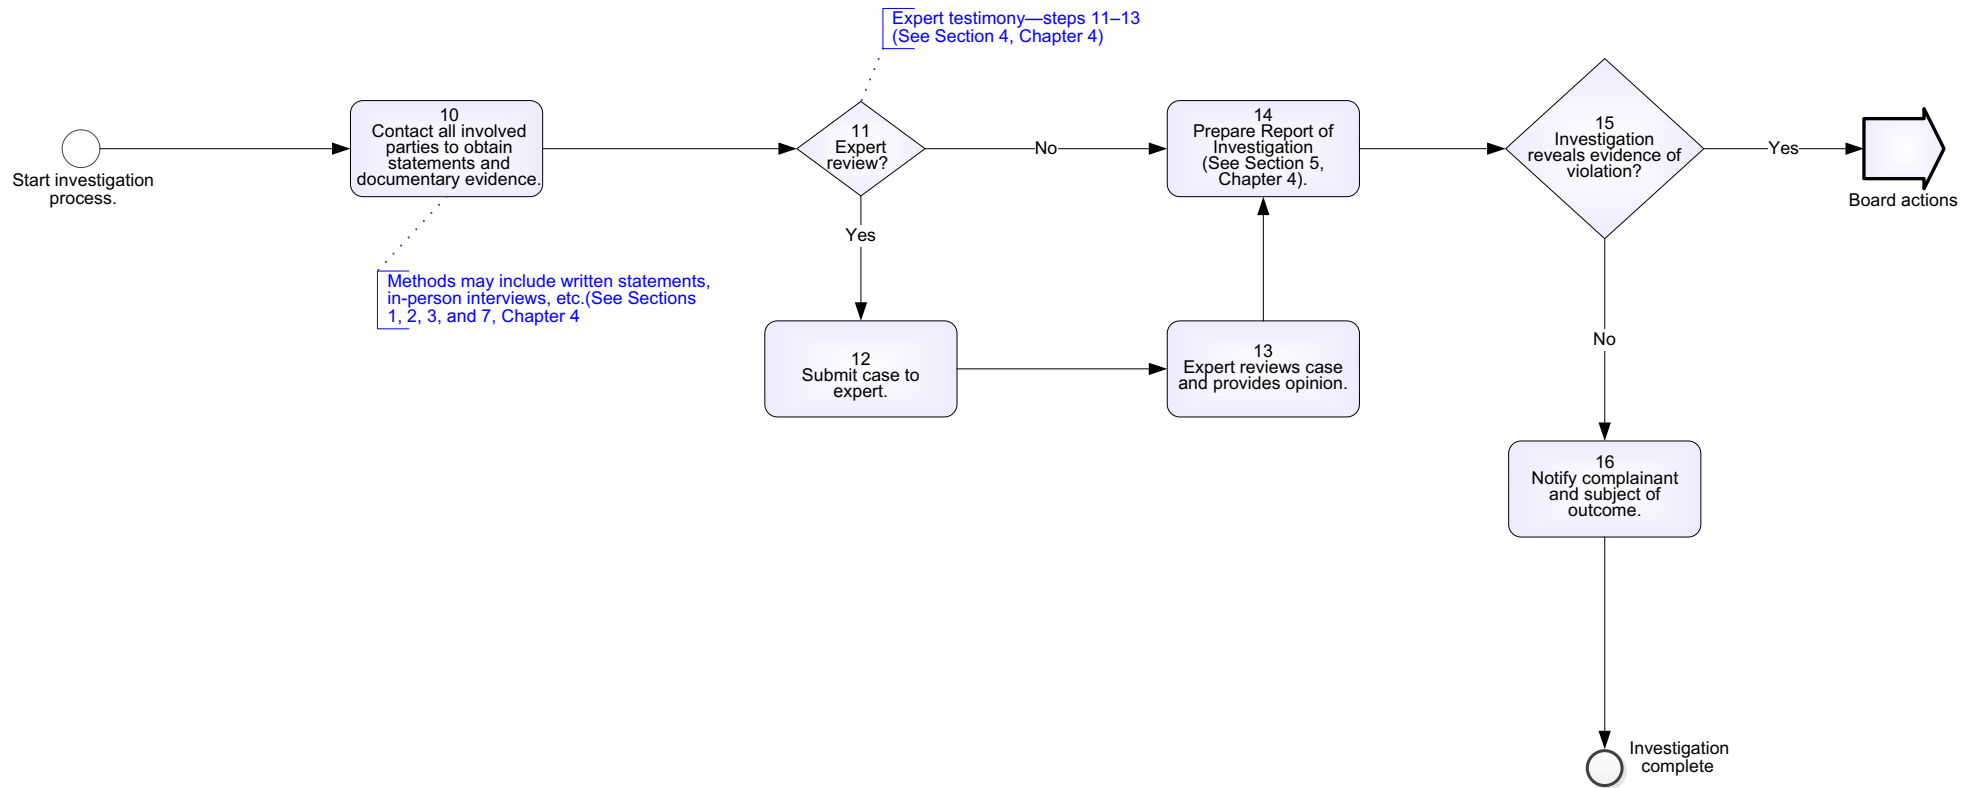 Expert testimony—steps 11–13
(See Section 4, Chapter 4)
Start investigation
process.
10
Contact all involved
parties to obtain
statements and
documentary evidence.
Methods may include written statements,
in-person interviews, etc.(See Sections
1, 2, 3, and 7, Chapter 4
11
Expert
review?
No
Yes
12
Submit case to
expert.
13
Expert reviews case
and provides opinion.
14
Prepare Report of
Investigation
(See Section 5,
Chapter 4).
15
Investigation
reveals evidence of
violation?
Yes
Board actions
No
16
Notify complainant
and subject of
outcome.
Investigation
complete